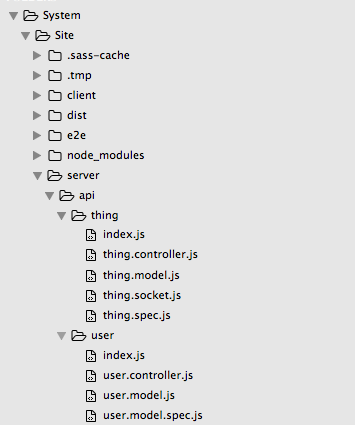 System
Site
.sass-cache
.tmp
client
dist
e2e
node_modules
server
api
thing
index.js
thing.controller.js
thing.model.js
thing.socket.js
thing.spec.js
user
index.js
user.controller.js
user.model.js
user.model.spec.js